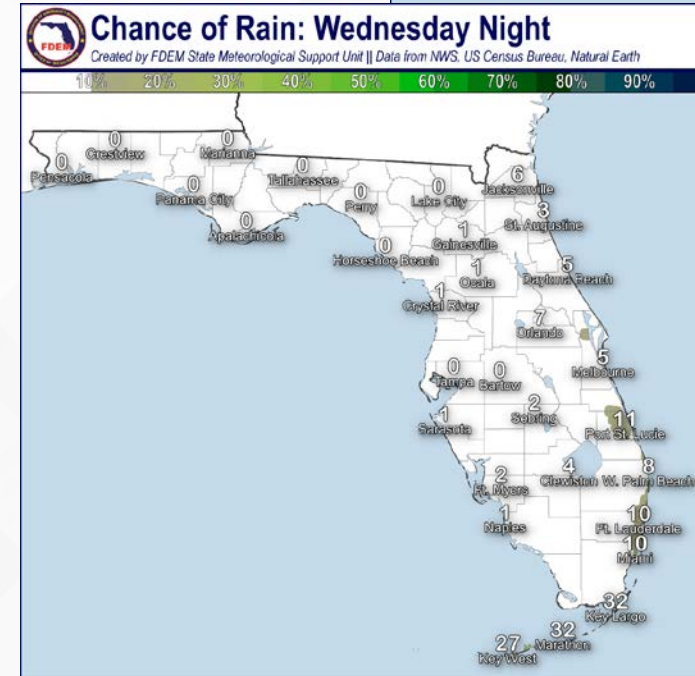 FDEM
Chance of Rain: Wednesday Night
Created by FDEM State Meteorological Support Unit || Data from NWS, US Census Bureau, Natural Earth
10% 20% 30% 40% 50% 60% 70% 80% 90%
0
Pensacola
0
Crestview
0
Marianna
0
Panama City
0
Apalachicola
0
Tallahassee
0
Perry
0
Lake City
6
Jacksonville
3
St. Augustine
1
Gainesville
0
Horseshoe Beach
1
Ocala
5
Daytona Beach
1
Crystal River
7
Orlando
5
Melbourne
0
Tampa
0
Bartow
2
Sebring
1
Sarasota
11
Port St. Lucie
4
Clewiston
8
W. Palm Beach
2
Ft. Myers
1
Naples
10
Ft. Lauderdale
10
Miami
32
Key Largo
32
Marathon
27
Key West